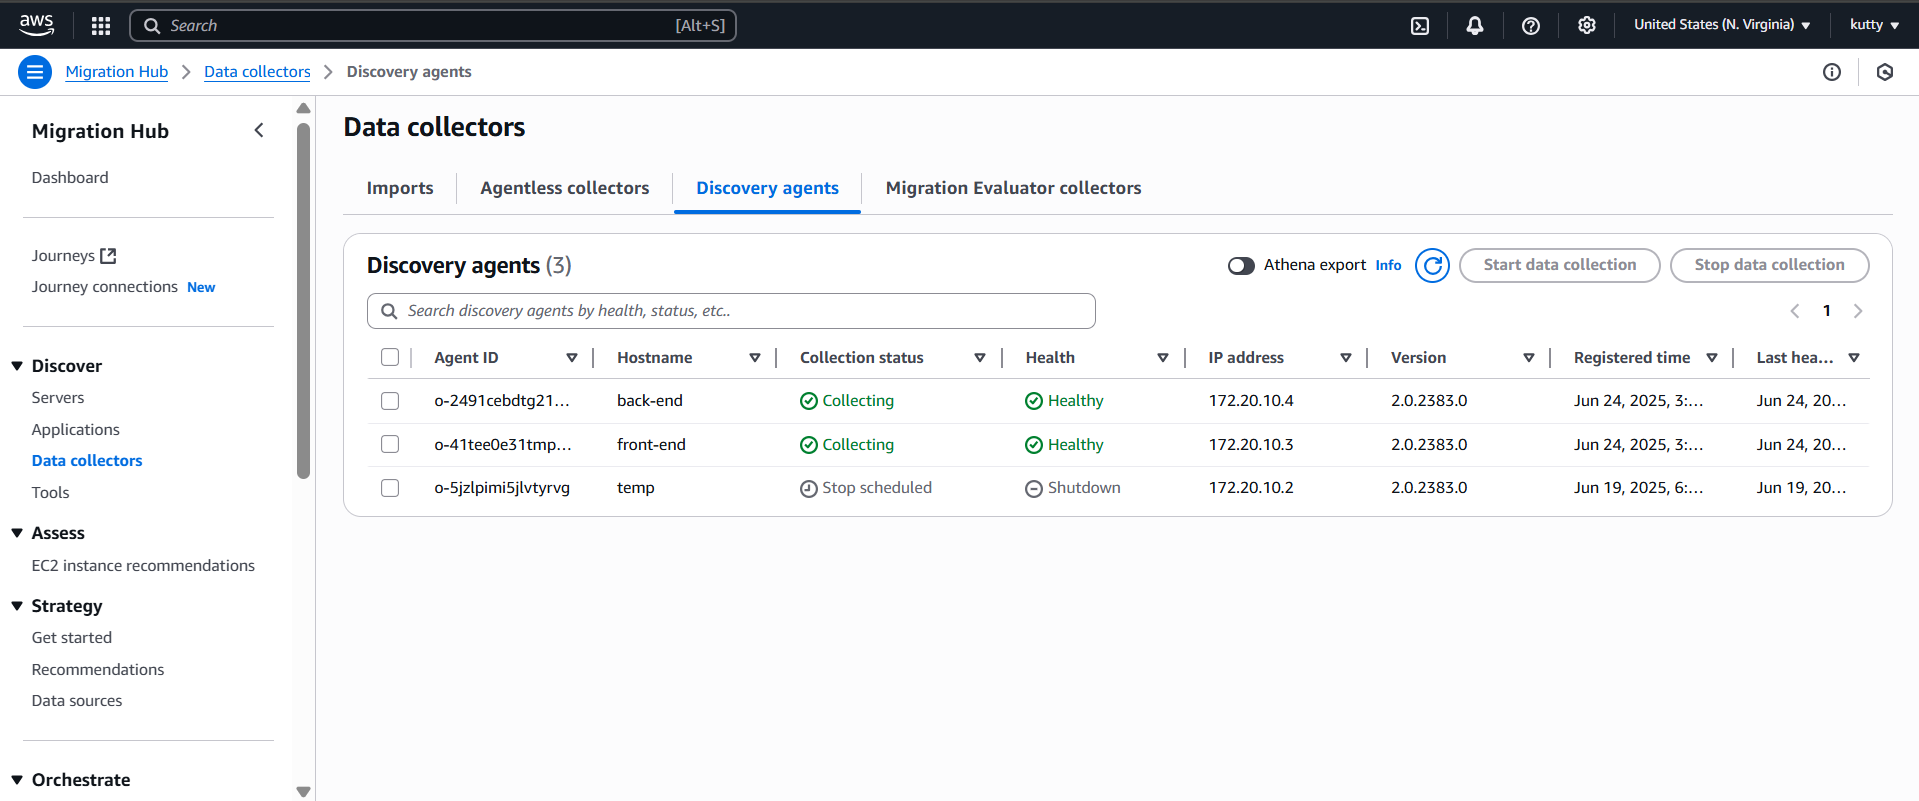 aws
Search [Alt+S]
United States (N. Virginia)
kutty
Migration Hub
Data collectors
Discovery agents
Migration Hub
Dashboard
Journeys
Journey connections New
Discover
Servers
Applications
Data collectors
Tools
Assess
EC2 instance recommendations
Strategy
Get started
Recommendations
Data sources
Orchestrate
Data collectors
Imports
Agentless collectors
Discovery agents
Migration Evaluator collectors
Discovery agents (3)
Athena export Info
Start data collection
Stop data collection
Search discovery agents by health, status, etc..
1
Agent ID Hostname Collection status Health IP address Version Registered time Last hea...
o-2491cebdtg21... back-end Collecting Healthy 172.20.10.4 2.0.2383.0 Jun 24, 2025, 3:... Jun 24, 20...
o-41tee0e31tmp... front-end Collecting Healthy 172.20.10.3 2.0.2383.0 Jun 24, 2025, 3:... Jun 24, 20...
o-5jzlpimi5jlvtyrvg temp Stop scheduled Shutdown 172.20.10.2 2.0.2383.0 Jun 19, 2025, 6:... Jun 19, 20...